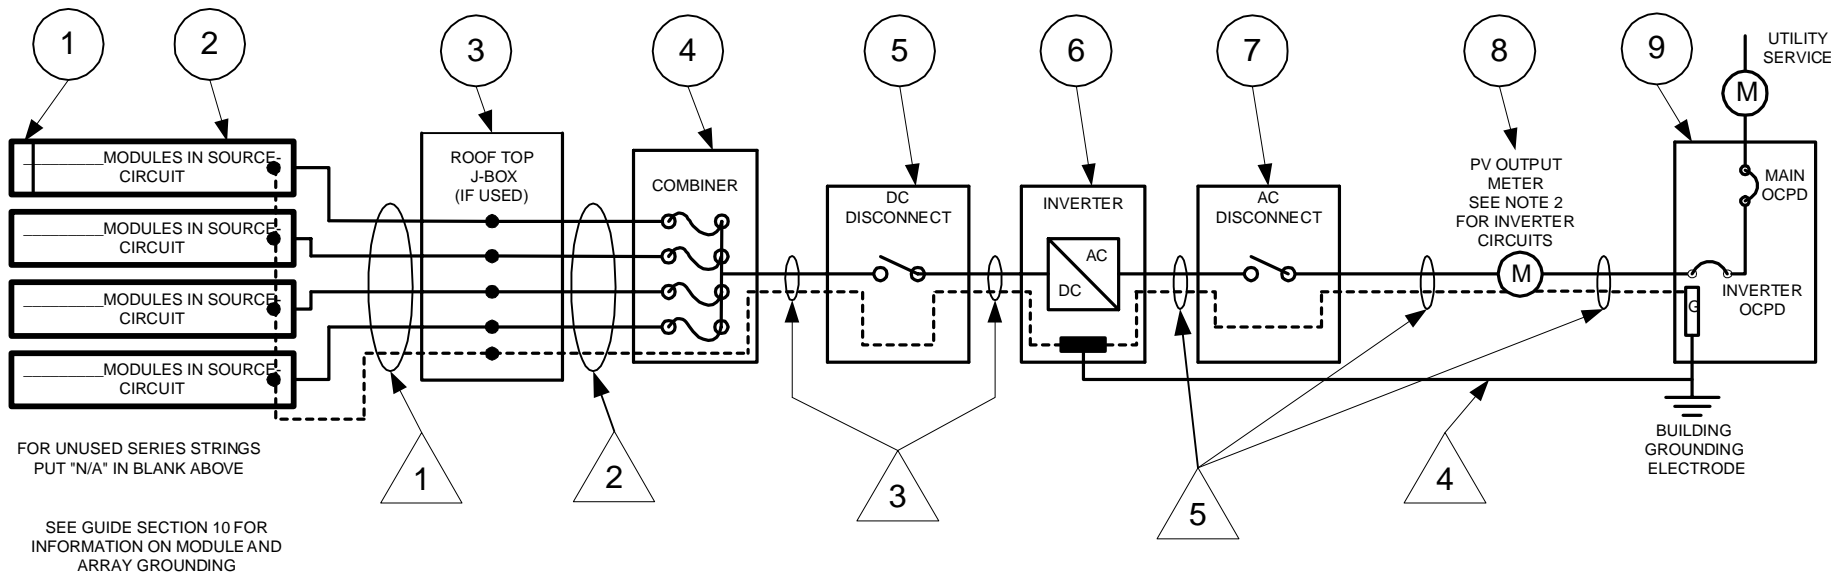 1
2
3
4
5
6
7
8
9
UTILITY
SERVICE
M
_________MODULES IN SOURCE-
CIRCUIT
_________MODULES IN SOURCE-
CIRCUIT
_________MODULES IN SOURCE-
CIRCUIT
_________MODULES IN SOURCE-
CIRCUIT
ROOF TOP
J-BOX
(IF USED)
COMBINER
DC
DISCONNECT
INVERTER
AC
DC
AC
DISCONNECT
PV OUTPUT
METER
SEE NOTE 2
FOR INVERTER
CIRCUITS
M
MAIN
OCPD
INVERTER
OCPD
G
BUILDING
GROUNDING
ELECTRODE
FOR UNUSED SERIES STRINGS
PUT "N/A" IN BLANK ABOVE
1
2
3
5
4
SEE GUIDE SECTION 10 FOR
INFORMATION ON MODULE AND
ARRAY GROUNDING